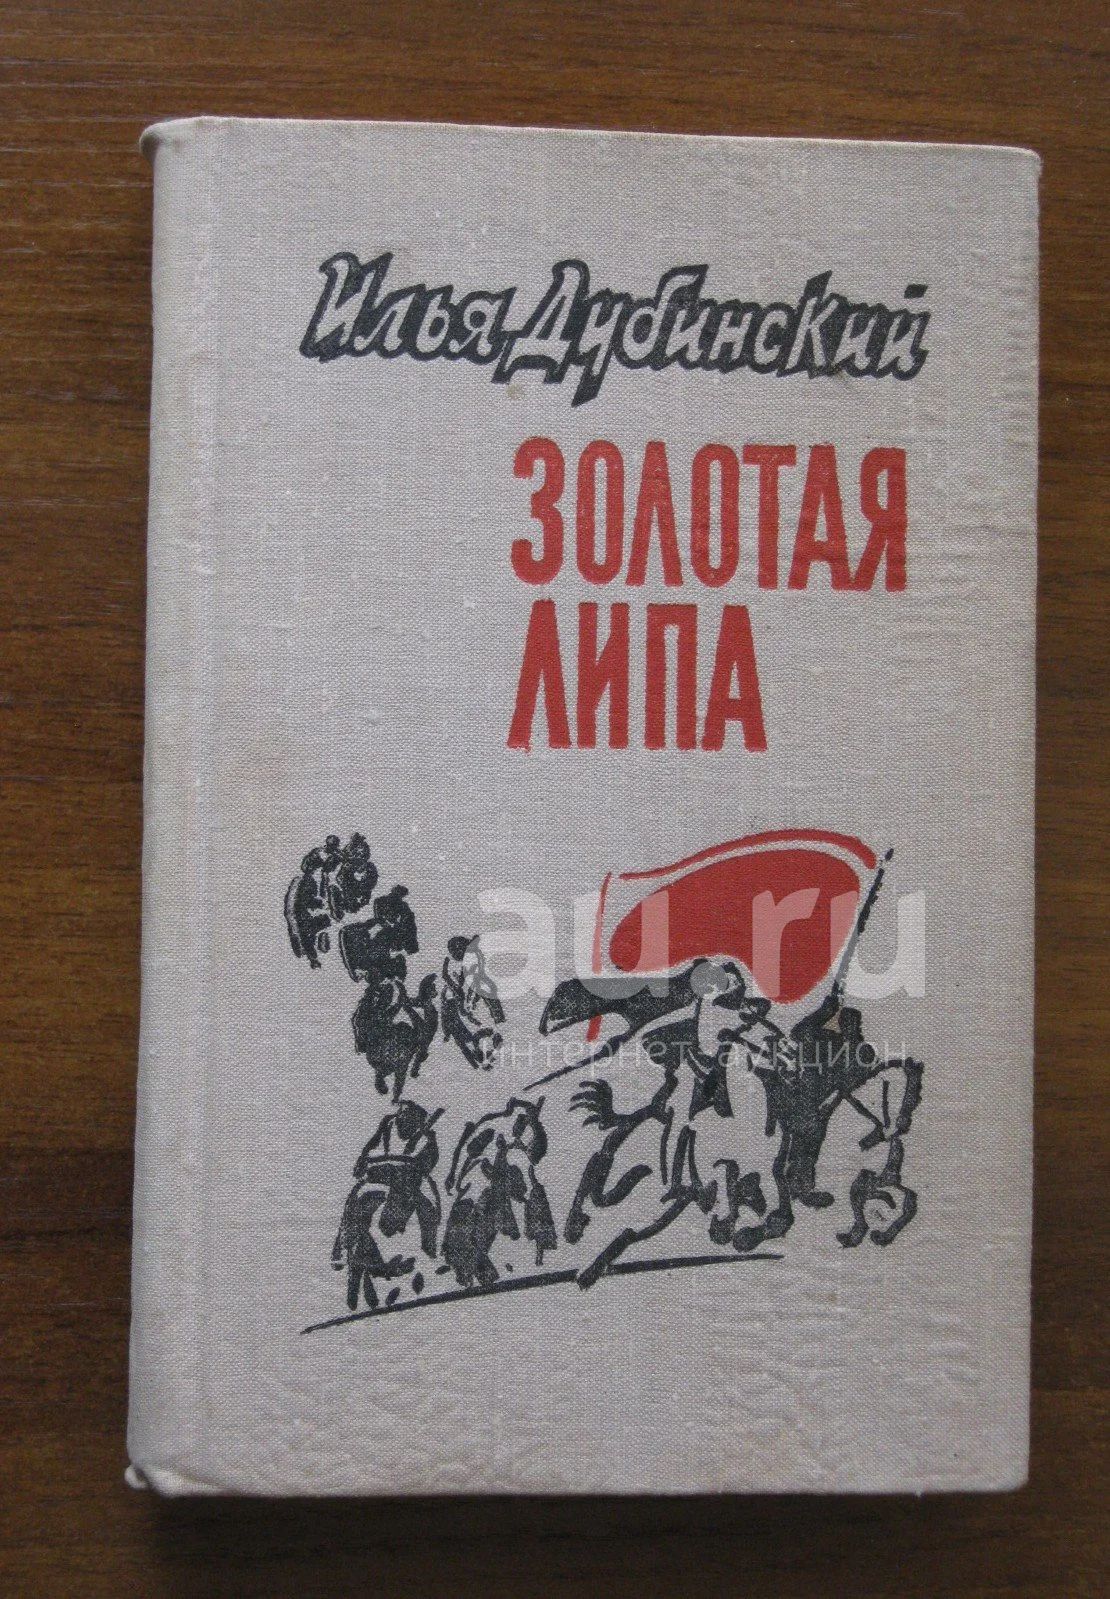 Илья Дубинский
ЗОЛОТАЯ
ЛИПА
au.ru
интернет аукцион